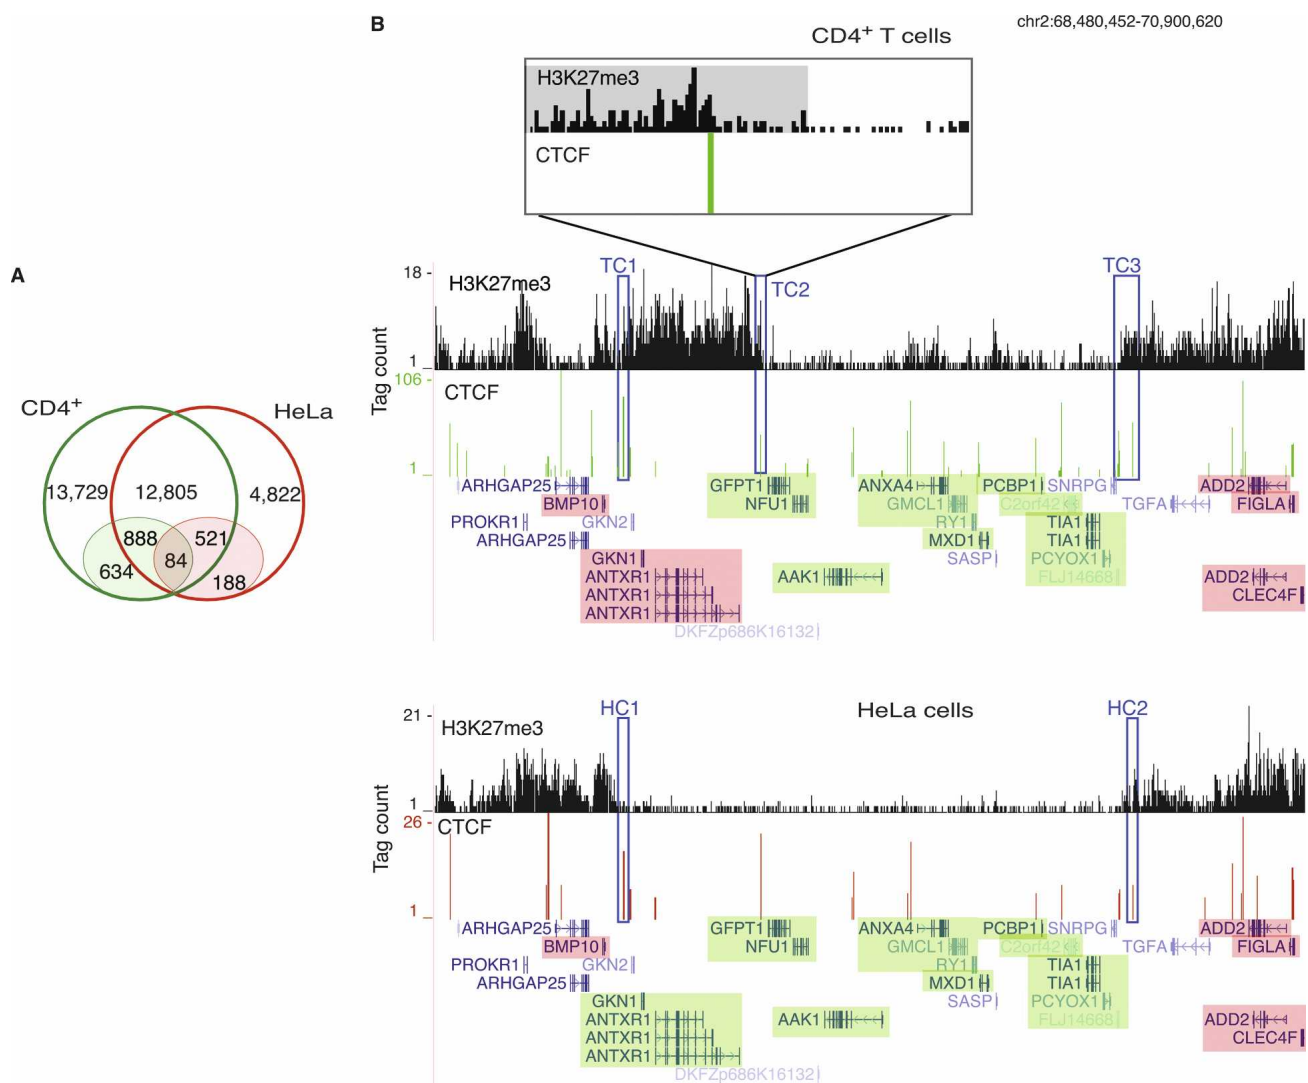 B
chr2:68,480,452-70,900,620
CD4+ T cells
H3K27me3
CTCF
A
CD4+
HeLa
13,729
12,805
4,822
888
521
84
634
188
TC1
TC2
TC3
18
H3K27me3
1
Tag count
106
CTCF
1
ARHGAP25
GFPT1
ANXA4
PCBP1
SNRPG
ADD2
BMP10
NFU1
GMCL1
C2orf42
TGFA
FIGLA
PROKR1
GKN2
RY1
TIA1
ARHGAP25
MXD1
TIA1
GKN1
SASP
PCYOX1
ANTXR1
AAK1
FLJ14668
ADD2
ANTXR1
CLEC4F
ANTXR1
DKFZp686K16132
HC1
HeLa cells
HC2
21
H3K27me3
1
Tag count
26
CTCF
1
ARHGAP25
GFPT1
ANXA4
PCBP1
SNRPG
ADD2
BMP10
NFU1
GMCL1
C2orf42
TGFA
FIGLA
PROKR1
GKN2
RY1
TIA1
ARHGAP25
MXD1
TIA1
GKN1
SASP
PCYOX1
ANTXR1
AAK1
FLJ14668
ADD2
ANTXR1
CLEC4F
ANTXR1
DKFZp686K16132